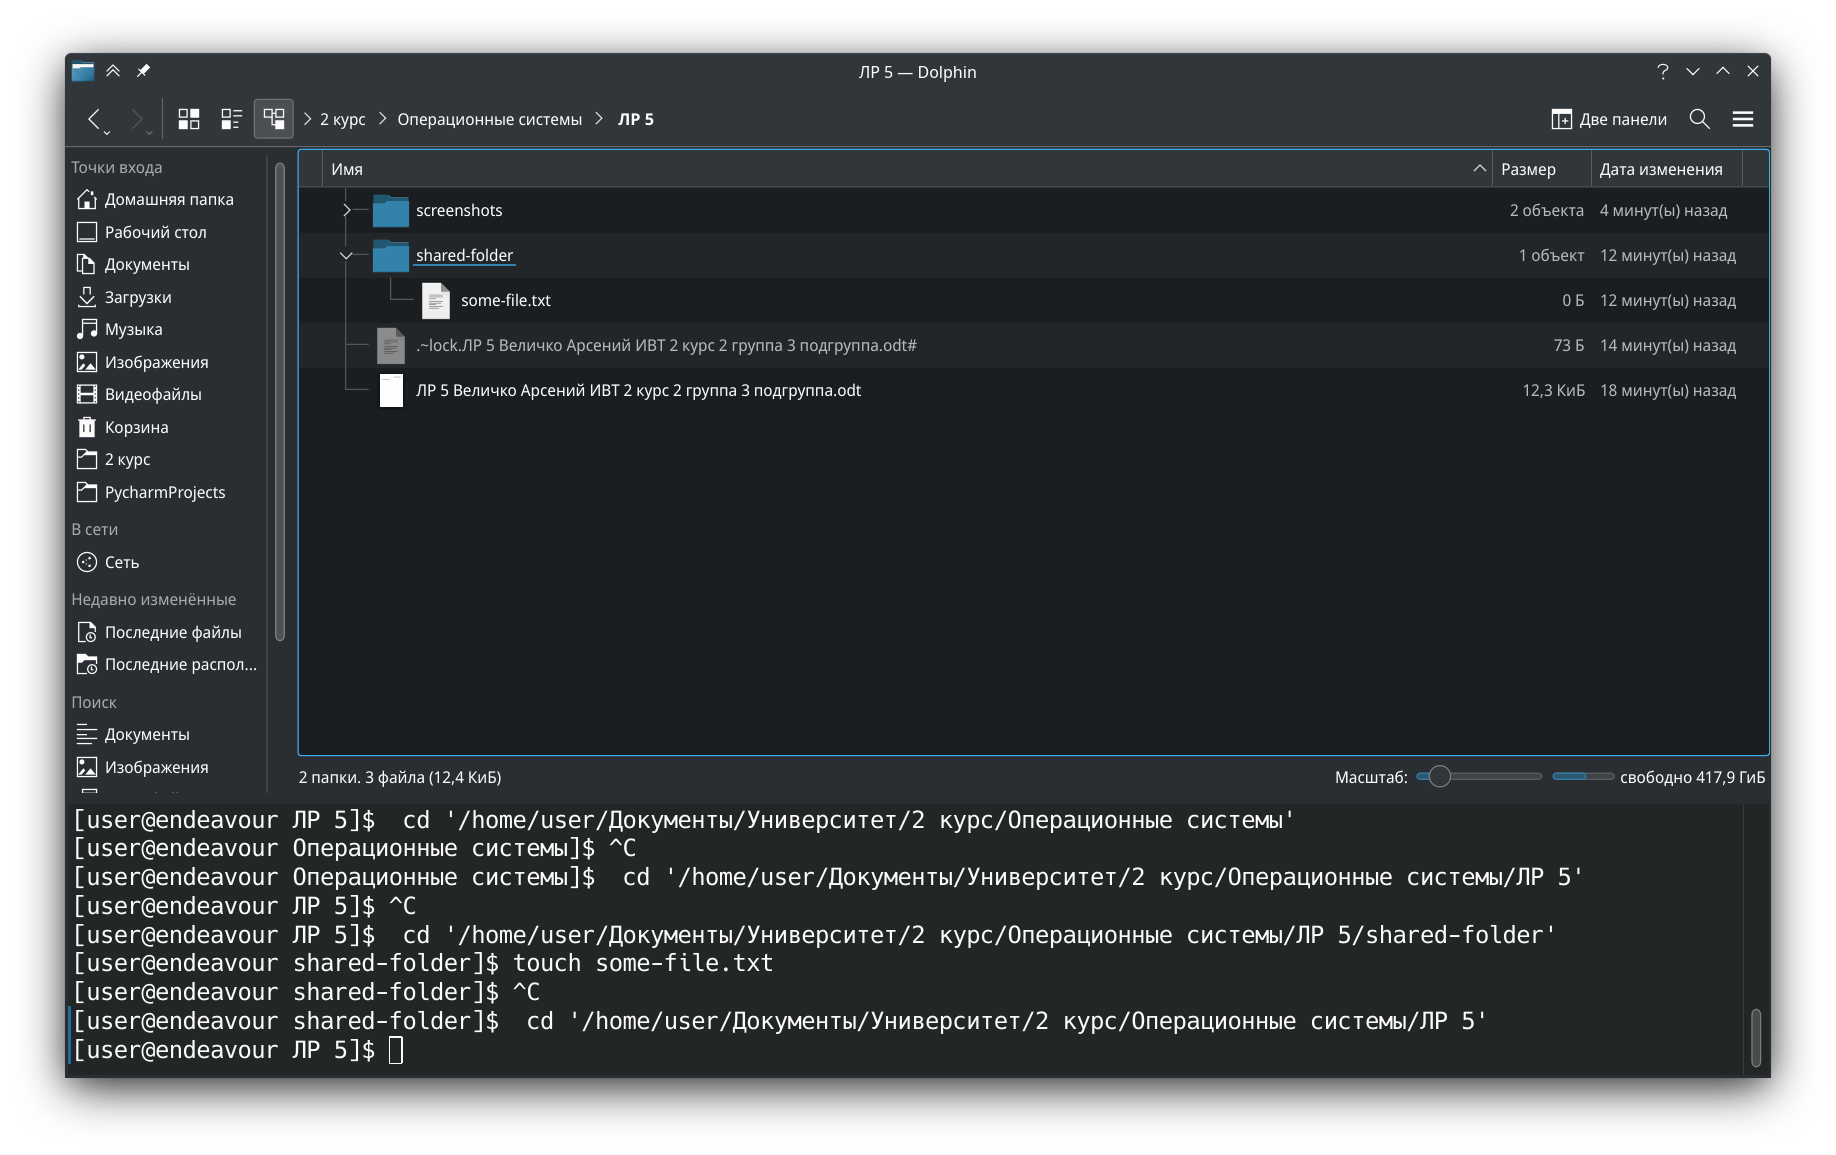 ЛР 5 — Dolphin
2 курс Операционные системы ЛР 5
Две панели
Точки входа
Домашняя папка
Рабочий стол
Документы
Загрузки
Музыка
Изображения
Видеофайлы
Корзина
2 курс
PycharmProjects
В сети
Сеть
Недавно изменённые
Последние файлы
Последние распол...
Поиск
Документы
Изображения
Имя Размер Дата изменения
screenshots 2 объекта 4 минут(ы) назад
shared-folder 1 объект 12 минут(ы) назад
some-file.txt 0 Б 12 минут(ы) назад
.~lock.ЛР 5 Величко Арсений ИВТ 2 курс 2 группа 3 подгруппа.odt# 73 Б 14 минут(ы) назад
ЛР 5 Величко Арсений ИВТ 2 курс 2 группа 3 подгруппа.odt 12,3 КиБ 18 минут(ы) назад
2 папки. 3 файла (12,4 КиБ) Масштаб: свободно 417,9 ГиБ
[user@endeavour ЛР 5]$  cd '/home/user/Документы/Университет/2 курс/Операционные системы'
[user@endeavour Операционные системы]$ ^C
[user@endeavour Операционные системы]$  cd '/home/user/Документы/Университет/2 курс/Операционные системы/ЛР 5'
[user@endeavour ЛР 5]$ ^C
[user@endeavour ЛР 5]$  cd '/home/user/Документы/Университет/2 курс/Операционные системы/ЛР 5/shared-folder'
[user@endeavour shared-folder]$ touch some-file.txt
[user@endeavour shared-folder]$ ^C
[user@endeavour shared-folder]$  cd '/home/user/Документы/Университет/2 курс/Операционные системы/ЛР 5'
[user@endeavour ЛР 5]$